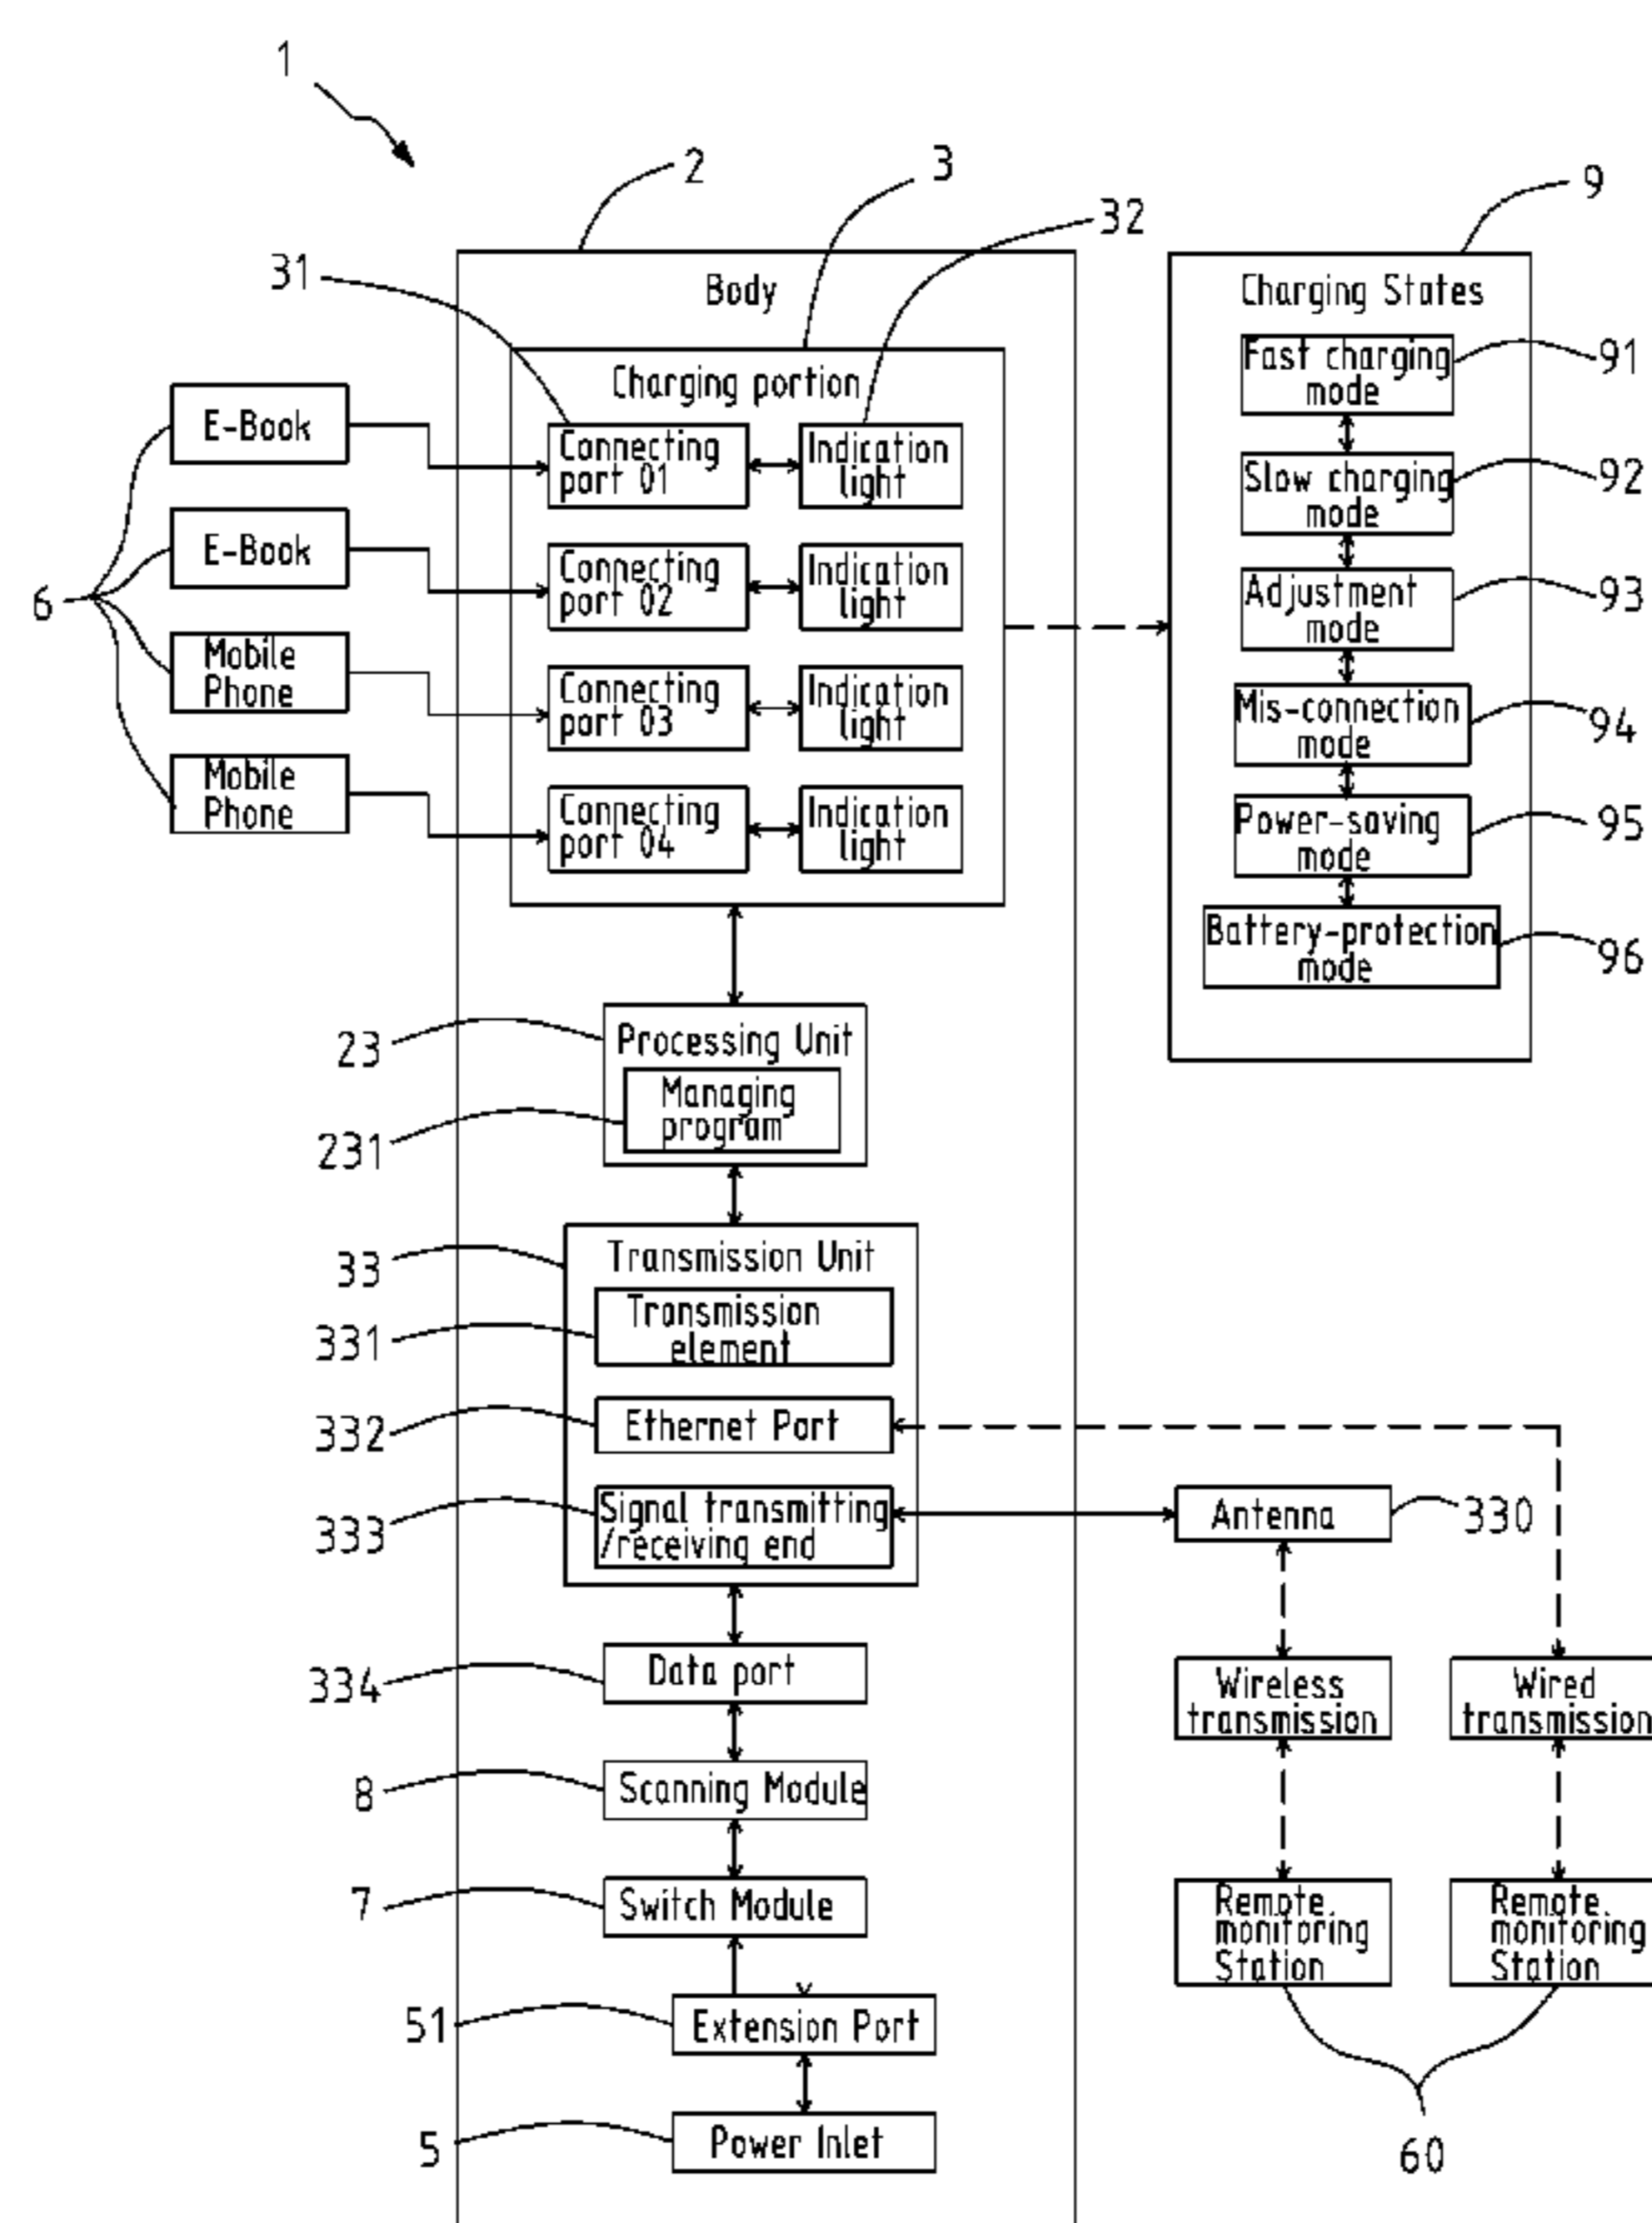 1
2
3
32
9
31
Body
Charging States
Charging portion
Fast charging
mode
91
E-Book
Connecting
port 01
Indication
light
Slow charging
mode
92
E-Book
Connecting
port 02
Indication
light
Adjustment
mode
93
6
Mobile
Phone
Connecting
port 03
Indication
light
Mis-connection
mode
94
Mobile
Phone
Connecting
port 04
Indication
light
Power-saving
mode
95
Battery-protection
mode
96
23
Processing Unit
231
Managing
program
33
Transmission Unit
331
Transmission
element
332
Ethernet Port
333
Signal transmitting
/receiving end
Antenna
330
334
Data port
Wireless
transmission
Wired
transmission
8
Scanning Module
7
Switch Module
Remote
monitoring
Station
Remote
monitoring
Station
51
Extension Port
5
Power Inlet
60